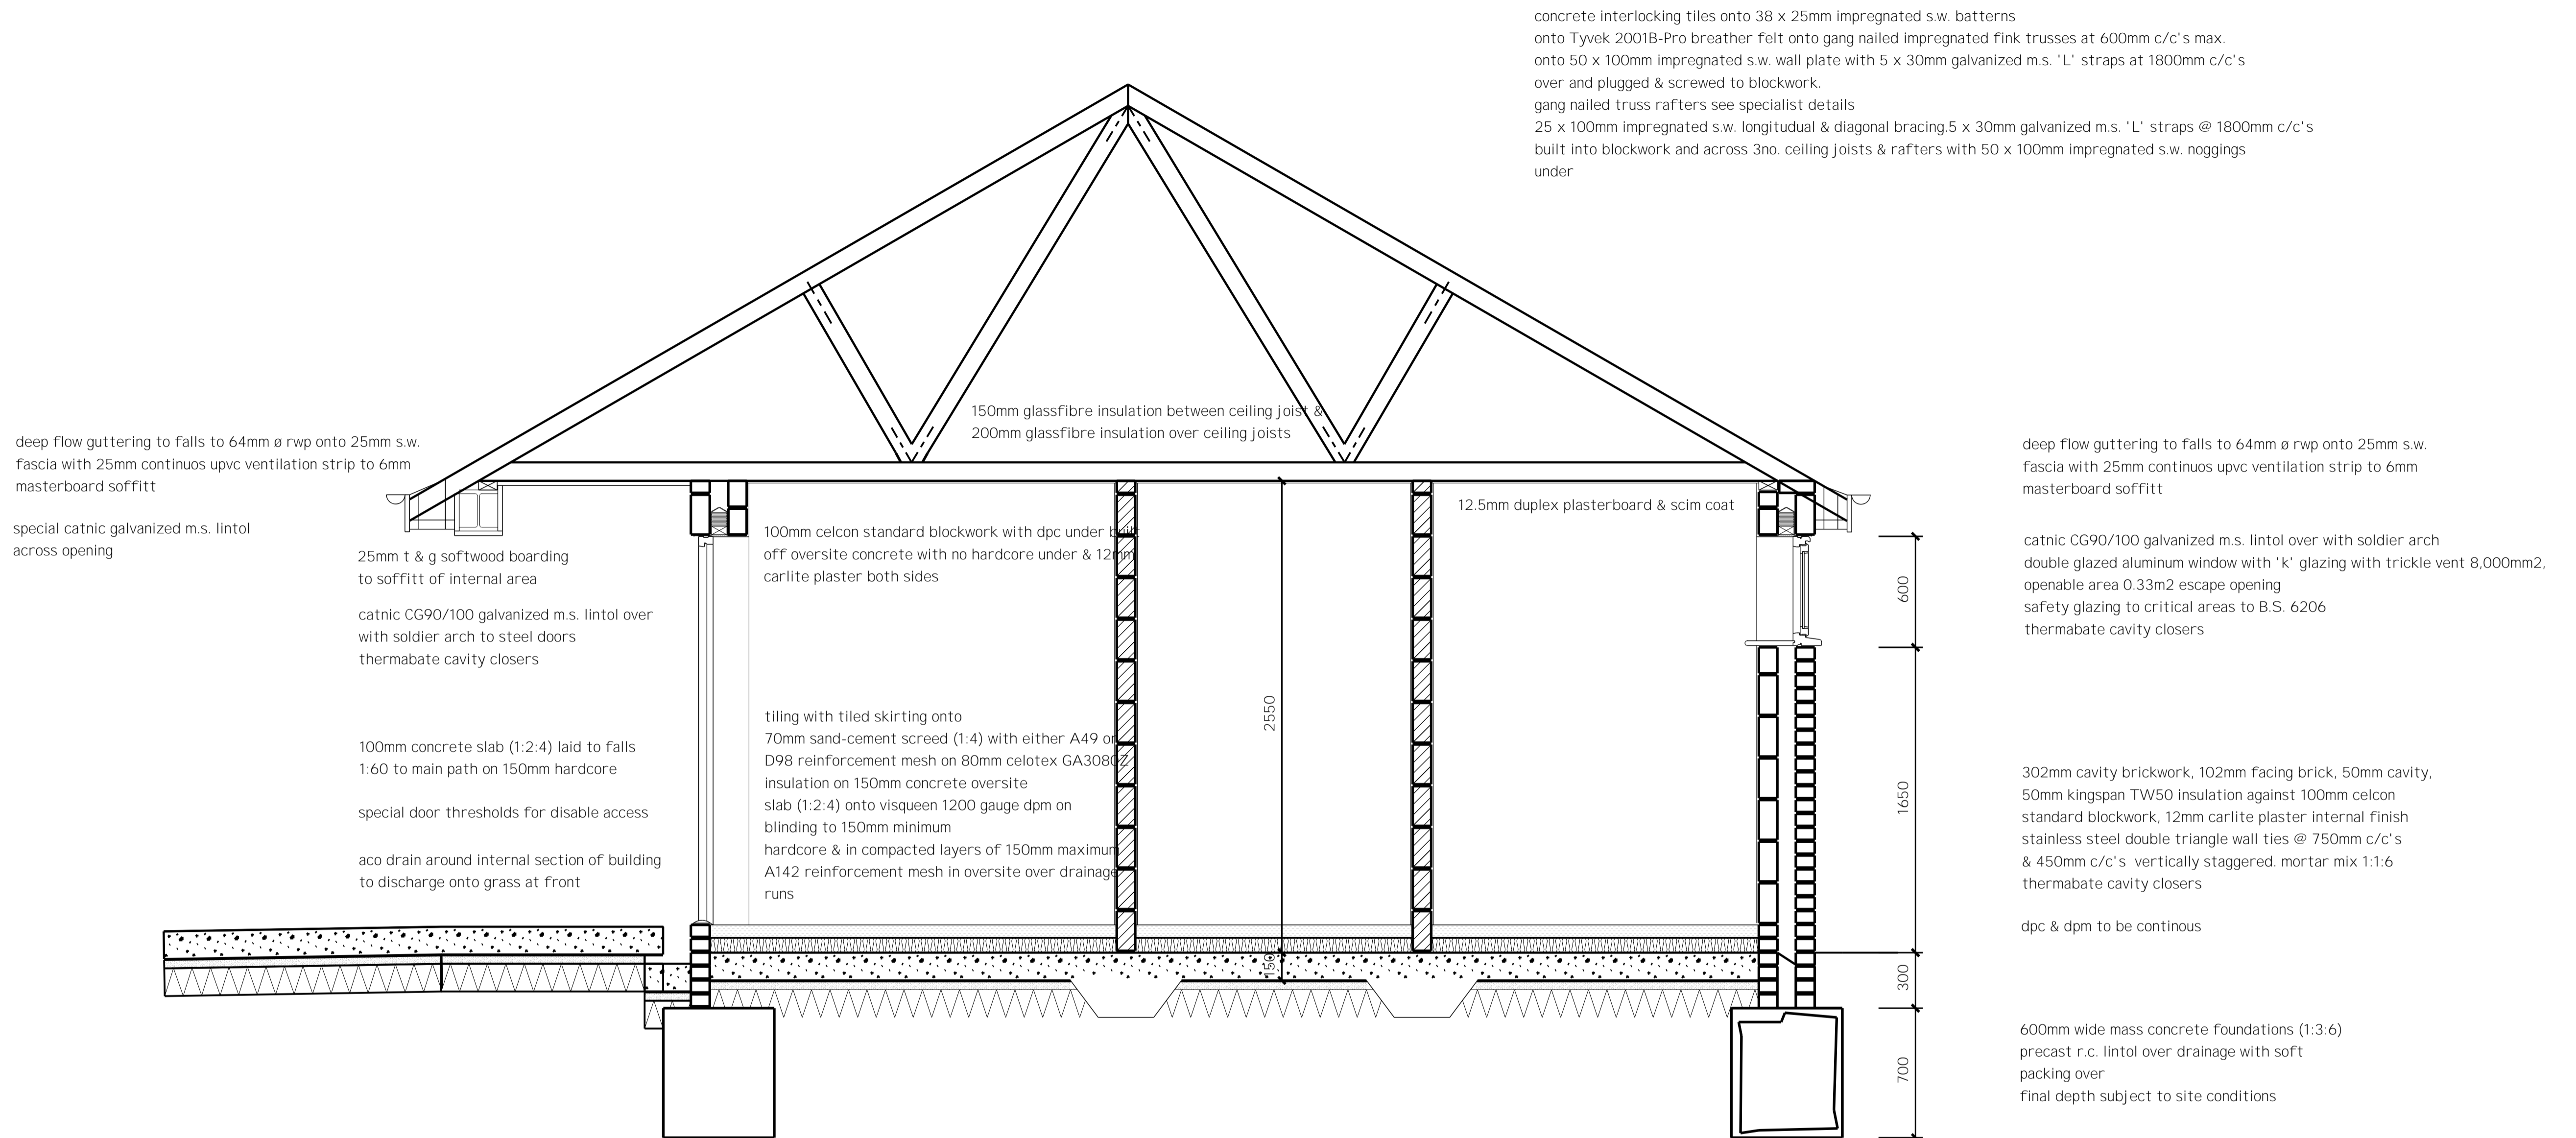 concrete interlocking tiles onto 38 x 25mm impregnated s.w. batterns
onto Tyvek 2001B-Pro breather felt onto gang nailed impregnated fink trusses at 600mm c/c's max.
onto 50 x 100mm impregnated s.w. wall plate with 5 x 30mm galvanized m.s. 'L' straps at 1800mm c/c's
over and plugged & screwed to blockwork.
gang nailed truss rafters see specialist details
25 x 100mm impregnated s.w. longitudual & diagonal bracing.5 x 30mm galvanized m.s. 'L' straps @ 1800mm c/c's
built into blockwork and across 3no. ceiling joists & rafters with 50 x 100mm impregnated s.w. noggings
under
150mm glassfibre insulation between ceiling joist &
200mm glassfibre insulation over ceiling joists
deep flow guttering to falls to 64mm ø rwp onto 25mm s.w.
fascia with 25mm continuos upvc ventilation strip to 6mm
masterboard soffitt
special catnic galvanized m.s. lintol
across opening
25mm t & g softwood boarding
to soffitt of internal area
catnic CG90/100 galvanized m.s. lintol over
with soldier arch to steel doors
thermabate cavity closers
100mm concrete slab (1:2:4) laid to falls
1:60 to main path on 150mm hardcore
special door thresholds for disable access
aco drain around internal section of building
to discharge onto grass at front
100mm celcon standard blockwork with dpc under built
off oversite concrete with no hardcore under & 12mm
carlite plaster both sides
tiling with tiled skirting onto
70mm sand-cement screed (1:4) with either A49 or
D98 reinforcement mesh on 80mm celotex GA3080Z
insulation on 150mm concrete oversite
slab (1:2:4) onto visqueen 1200 gauge dpm on
blinding to 150mm minimum
hardcore & in compacted layers of 150mm maximum
A142 reinforcement mesh in oversite over drainage
runs
2550
150
12.5mm duplex plasterboard & scim coat
600
1650
300
700
deep flow guttering to falls to 64mm ø rwp onto 25mm s.w.
fascia with 25mm continuos upvc ventilation strip to 6mm
masterboard soffitt
catnic CG90/100 galvanized m.s. lintol over with soldier arch
double glazed aluminum window with 'k' glazing with trickle vent 8,000mm2,
openable area 0.33m2 escape opening
safety glazing to critical areas to B.S. 6206
thermabate cavity closers
302mm cavity brickwork, 102mm facing brick, 50mm cavity,
50mm kingspan TW50 insulation against 100mm celcon
standard blockwork, 12mm carlite plaster internal finish
stainless steel double triangle wall ties @ 750mm c/c's
& 450mm c/c's vertically staggered. mortar mix 1:1:6
thermabate cavity closers
dpc & dpm to be continous
600mm wide mass concrete foundations (1:3:6)
precast r.c. lintol over drainage with soft
packing over
final depth subject to site conditions